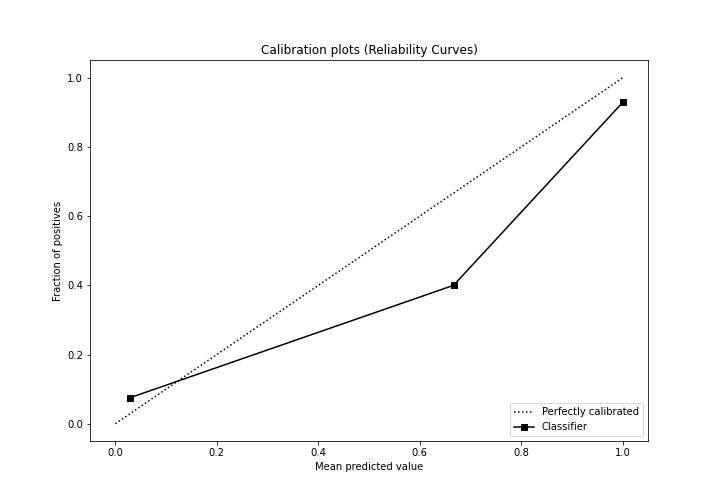 Calibration plots (Reliability Curves)
1.0
0.8
0.6
0.4
0.2
0.0
Fraction of positives
Perfectly calibrated
Classifier
0.0 0.2 0.4 0.6 0.8 1.0
Mean predicted value